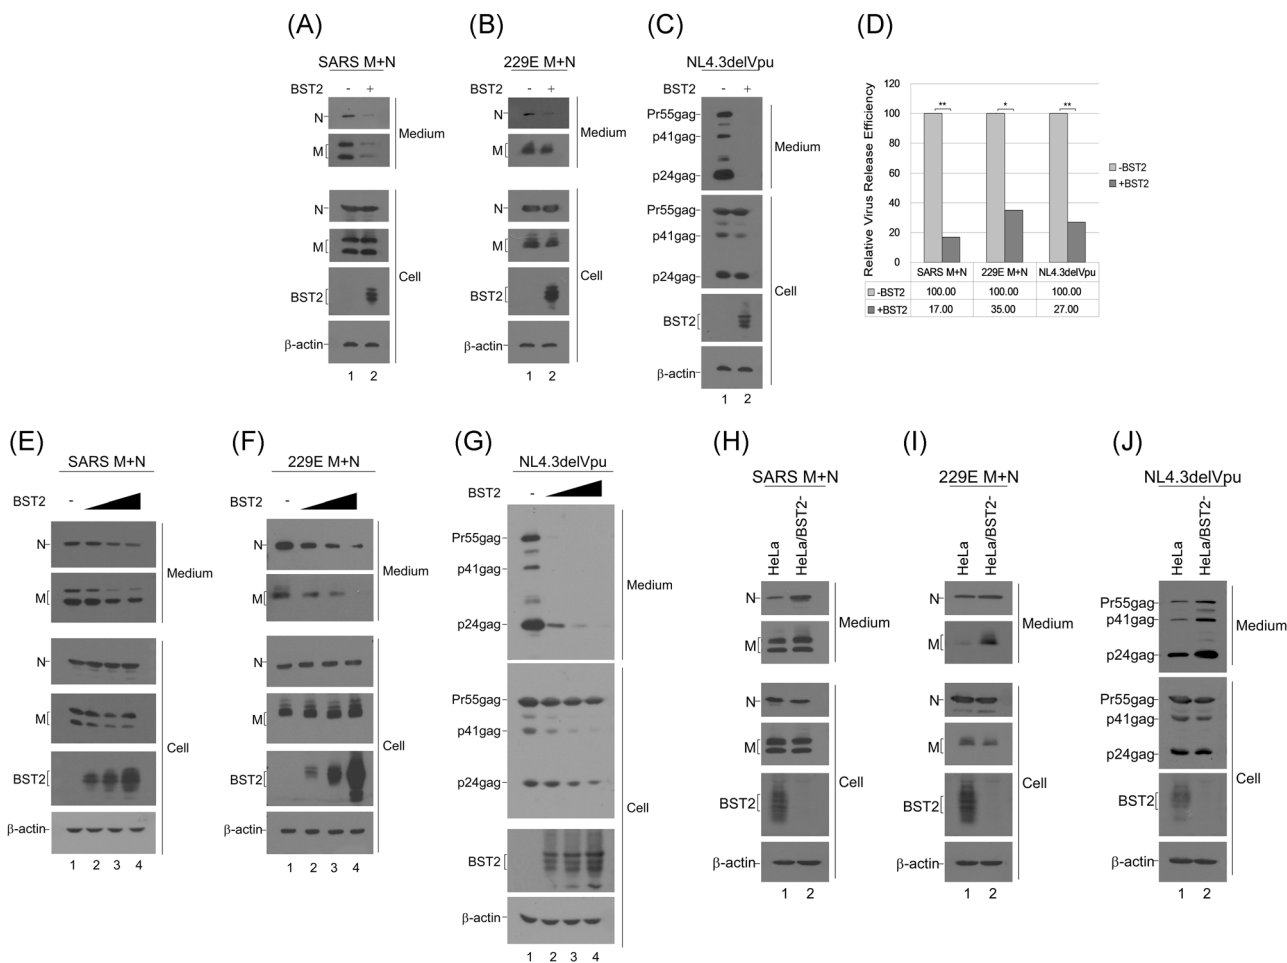 (A)
SARS M+N
BST2 - +
N
M
Medium
N
M
BST2
β-actin
Cell
1 2
(B)
229E M+N
BST2 - +
N
M
Medium
N
M
BST2
β-actin
Cell
1 2
(C)
NL4.3delVpu
BST2 - +
Pr55gag
p41gag
p24gag
Medium
Pr55gag
p41gag
p24gag
BST2
β-actin
Cell
1 2
(D)
Relative Virus Release Efficiency
120
100
80
60
40
20
0
** * **
-BST2
+BST2
SARS M+N 229E M+N NL4.3delVpu
-BST2 100.00 100.00 100.00
+BST2 17.00 35.00 27.00
(E)
SARS M+N
BST2 -
N
M
Medium
N
M
BST2
β-actin
Cell
1 2 3 4
(F)
229E M+N
BST2 -
N
M
Medium
N
M
BST2
β-actin
Cell
1 2 3 4
(G)
NL4.3delVpu
BST2 -
Pr55gag
p41gag
p24gag
Medium
Pr55gag
p41gag
p24gag
BST2
β-actin
Cell
1 2 3 4
(H)
SARS M+N
HeLa
HeLa/BST2-
N
M
Medium
N
M
BST2
β-actin
Cell
1 2
(I)
229E M+N
HeLa
HeLa/BST2-
N
M
Medium
N
M
BST2
β-actin
Cell
1 2
(J)
NL4.3delVpu
HeLa
HeLa/BST2-
Pr55gag
p41gag
p24gag
Medium
Pr55gag
p41gag
p24gag
BST2
β-actin
Cell
1 2